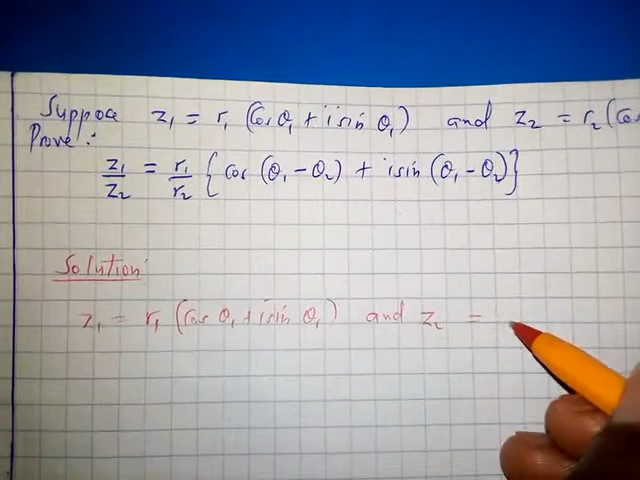 Suppose z₁ = r₁ (Cos θ₁ + i sin θ₁) and z₂ = r₂ (Cos
Prove :
z₁/z₂ = r₁/r₂ { cos (θ₁ - θ₂) + i sin (θ₁ - θ₂) }
Solution
z₁ = r₁ (Cos θ₁ + i sin θ₁) and z₂ =